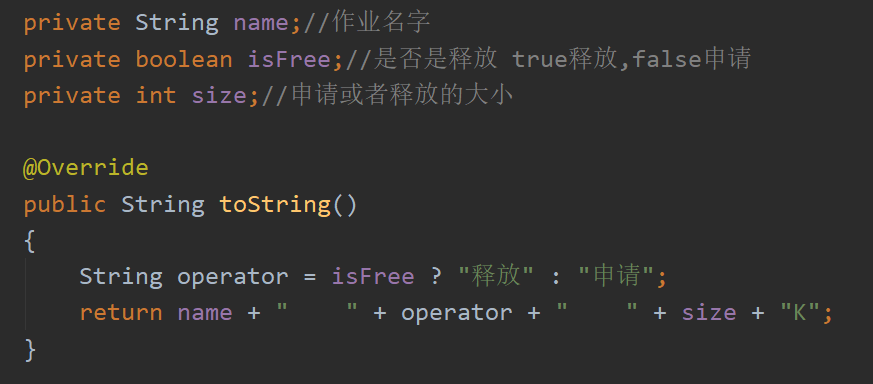 private String name;//作业名字
private boolean isFree;//是否是释放 true释放,false申请
private int size;//申请或者释放的大小
@Override
public String toString()
{
    String operator = isFree ? "释放" : "申请";
    return name + "    " + operator + "    " + size + "K";
}